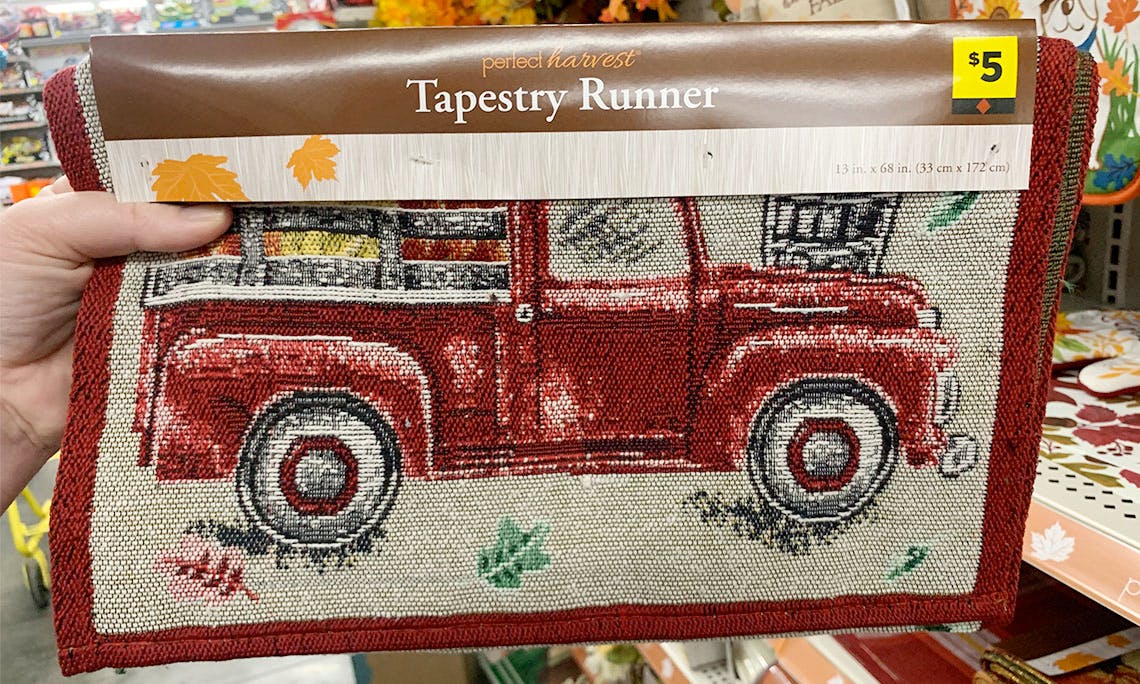 perfect harvest
Tapestry Runner
$5
13 in. x 68 in. (33 cm x 172 cm)